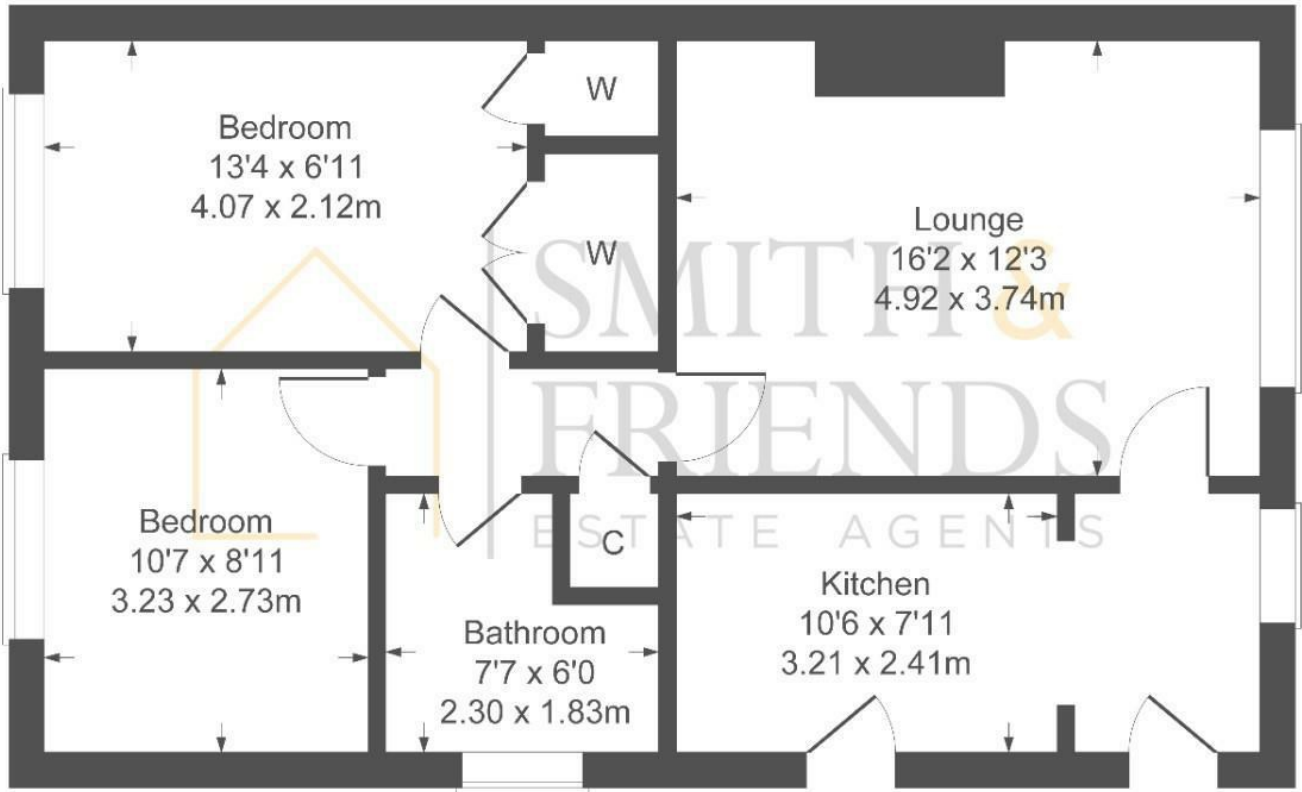 Bedroom
13'4 x 6'11
4.07 x 2.12m
W
W
Lounge
16'2 x 12'3
4.92 x 3.74m
SMITH &
FRIENDS
ESTATE AGENTS
Bedroom
10'7 x 8'11
3.23 x 2.73m
C
Bathroom
7'7 x 6'0
2.30 x 1.83m
Kitchen
10'6 x 7'11
3.21 x 2.41m